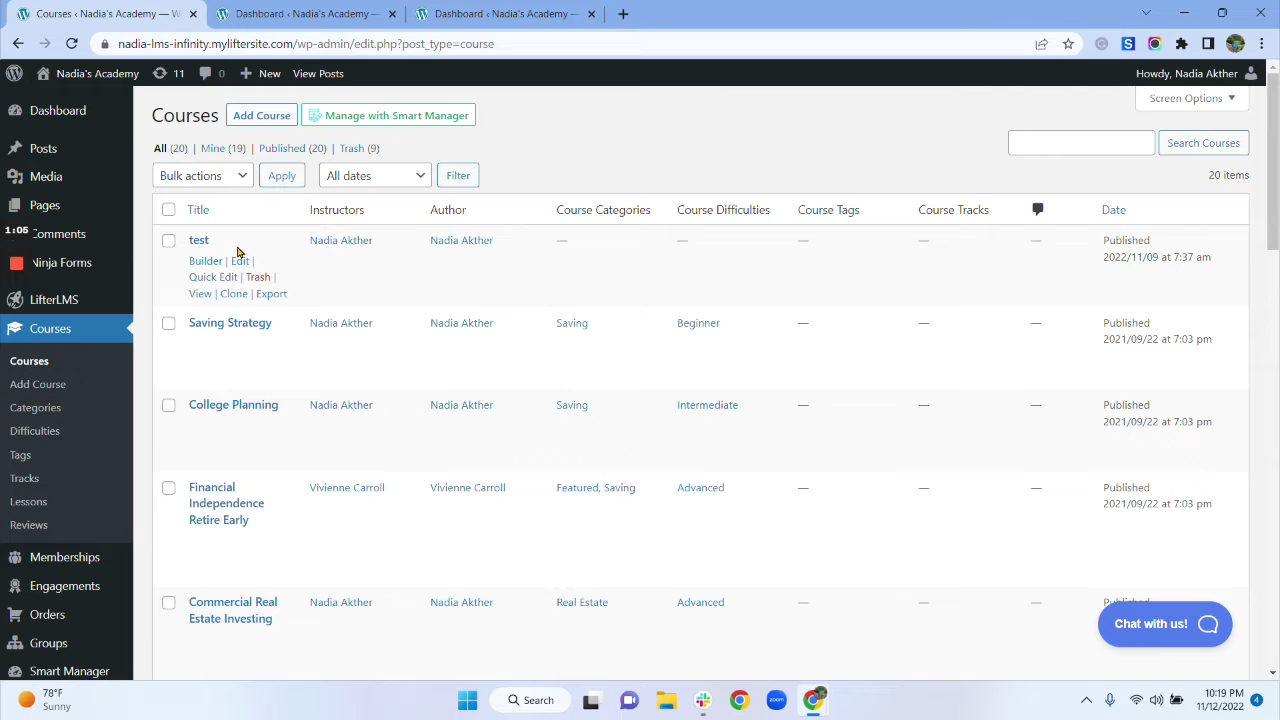 Courses ‹ Nadia's Academy — W
Dashboard ‹ Nadia's Academy —
Dashboard ‹ Nadia's Academy —
nadia-lms-infinity.myliftersite.com/wp-admin/edit.php?post_type=course
Nadia's Academy 11 0 New View Posts Howdy, Nadia Akther
Dashboard
Posts
Media
Pages
1:05
Comments
Ninja Forms
LifterLMS
Courses
Courses
Add Course
Categories
Difficulties
Tags
Tracks
Lessons
Reviews
Memberships
Engagements
Orders
Groups
Smart Manager
Screen Options
Courses Add Course Manage with Smart Manager
All (20) | Mine (19) | Published (20) | Trash (9)
Search Courses
Bulk actions Apply All dates Filter
20 items
Title Instructors Author Course Categories Course Difficulties Course Tags Course Tracks Date
test Nadia Akther Nadia Akther — — — — — Published
2022/11/09 at 7:37 am
Builder | Edit |
Quick Edit | Trash |
View | Clone | Export
Saving Strategy Nadia Akther Nadia Akther Saving Beginner — — — Published
2021/09/22 at 7:03 pm
College Planning Nadia Akther Nadia Akther Saving Intermediate — — — Published
2021/09/22 at 7:03 pm
Financial Vivienne Carroll Vivienne Carroll Featured, Saving Advanced — — — Published
Independence 2021/09/22 at 7:03 pm
Retire Early
Commercial Real Nadia Akther Nadia Akther Real Estate Advanced — — — Published
Estate Investing
Chat with us!
78°F
Sunny
Search
zoom
10:19 PM
11/12/2022
4